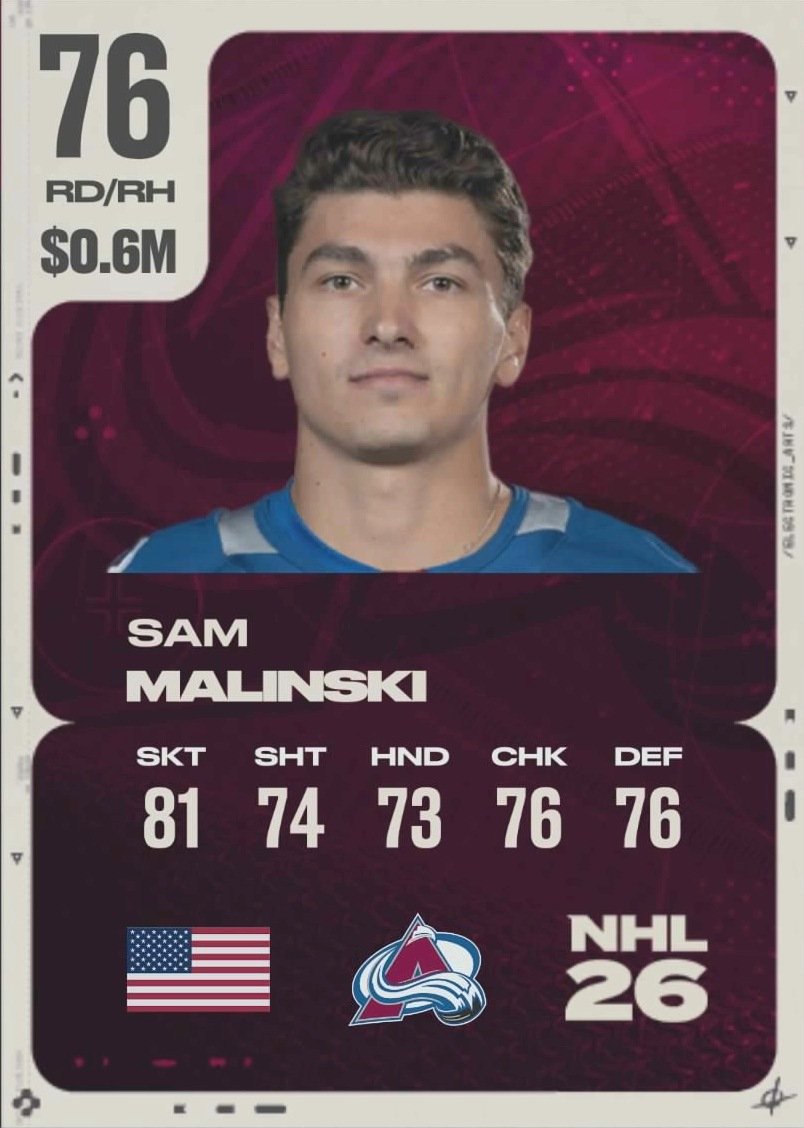 76
RD/RH
$0.6M
SAM
MALINSKI
SKT SHT HND CHK DEF
81 74 73 76 76
NHL
26
/ELECTRONIC_ARTS/